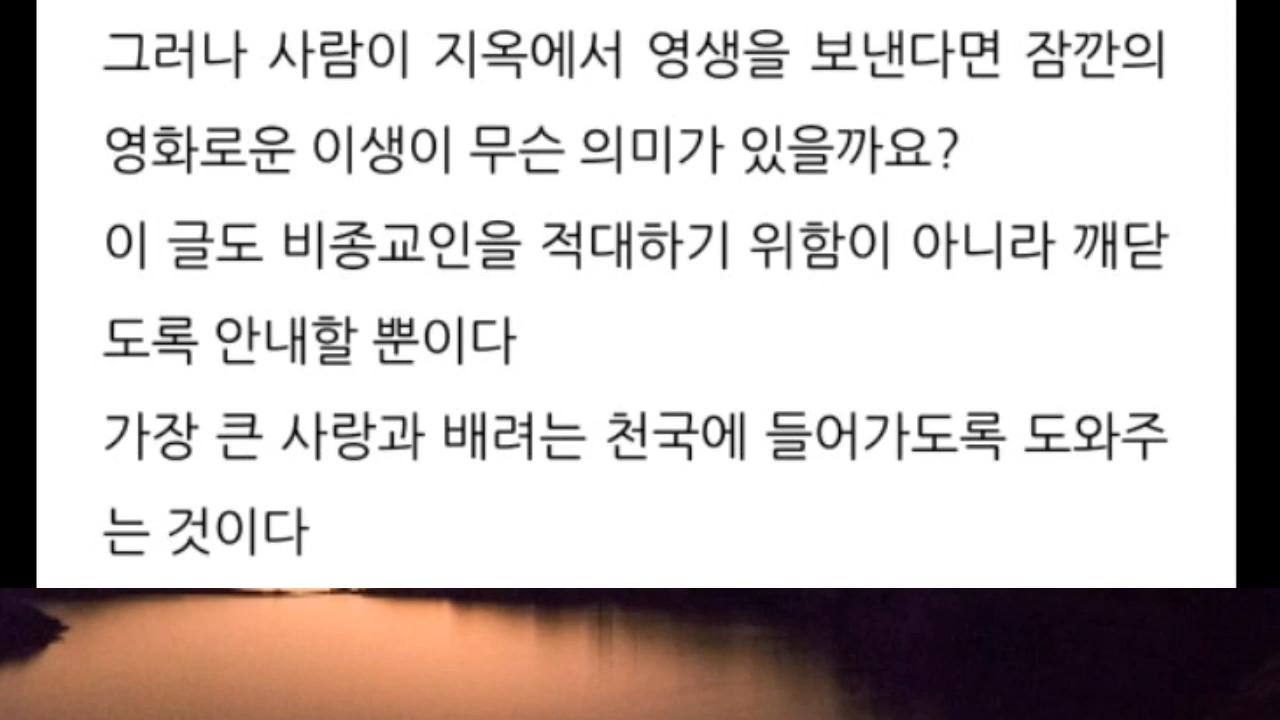 그러나 사람이 지옥에서 영생을 보낸다면 잠깐의
영화로운 이생이 무슨 의미가 있을까요?
이 글도 비종교인을 적대하기 위함이 아니라 깨닫
도록 안내할 뿐이다
가장 큰 사랑과 배려는 천국에 들어가도록 도와주
는 것이다